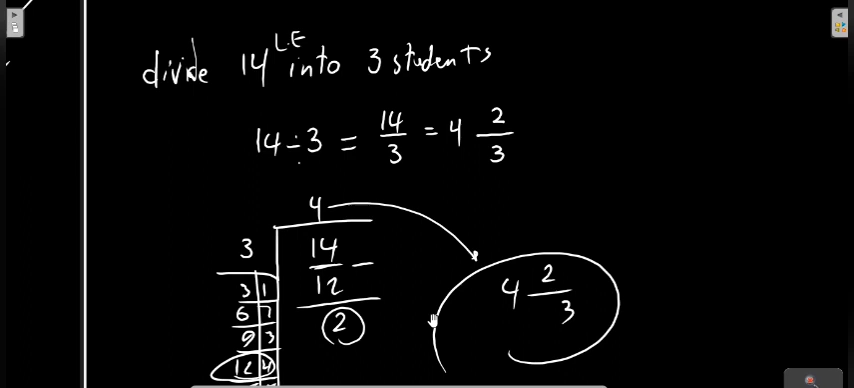 divide 14 L.E into 3 students
14 ÷ 3 = 14/3 = 4 2/3
4
3 14 −
12
2
3 1
6 2
9 3
12 4
4 2/3